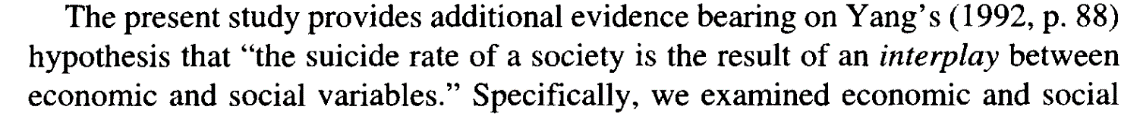 The present study provides additional evidence bearing on Yang's (1992, p. 88)
hypothesis that “the suicide rate of a society is the result of an interplay between
economic and social variables.” Specifically, we examined economic and social